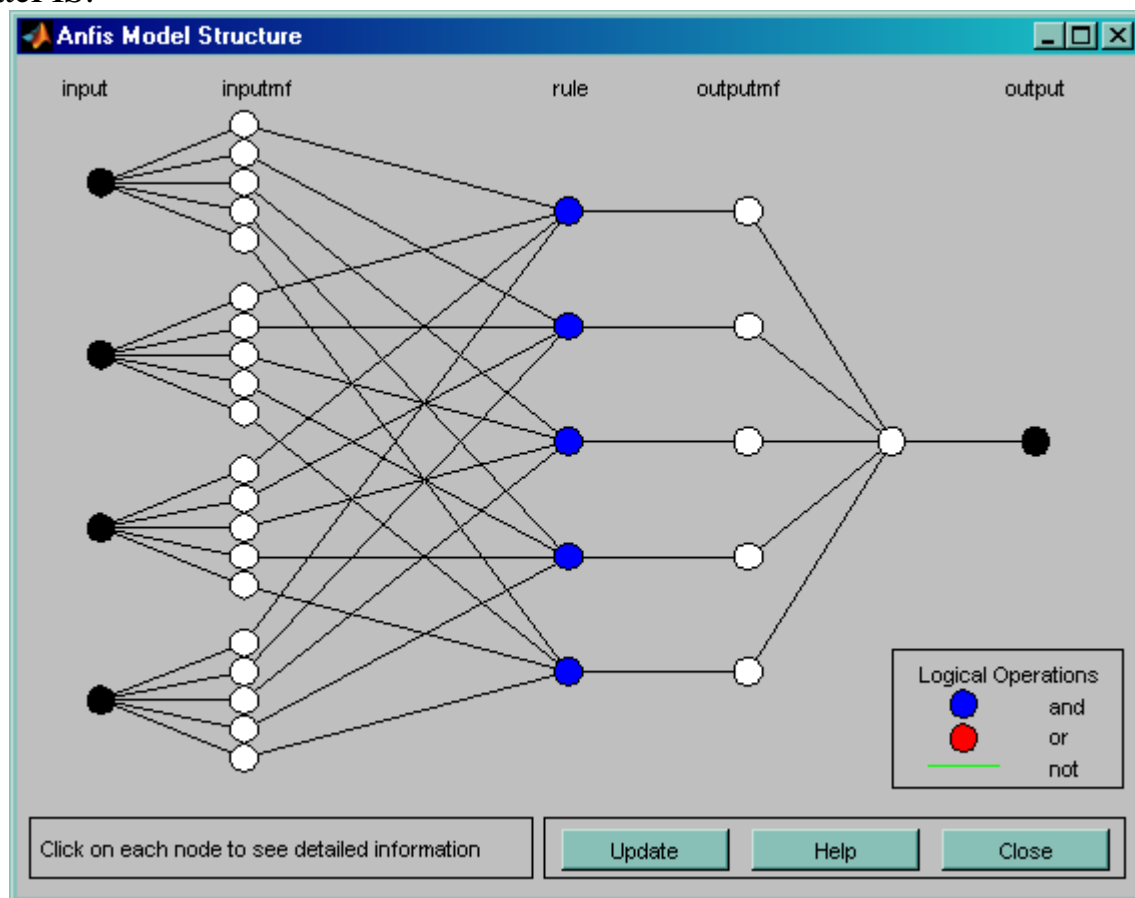 Anfis Model Structure
input inputmf rule outputmf output
Logical Operations
and
or
not
Click on each node to see detailed information
Update Help Close